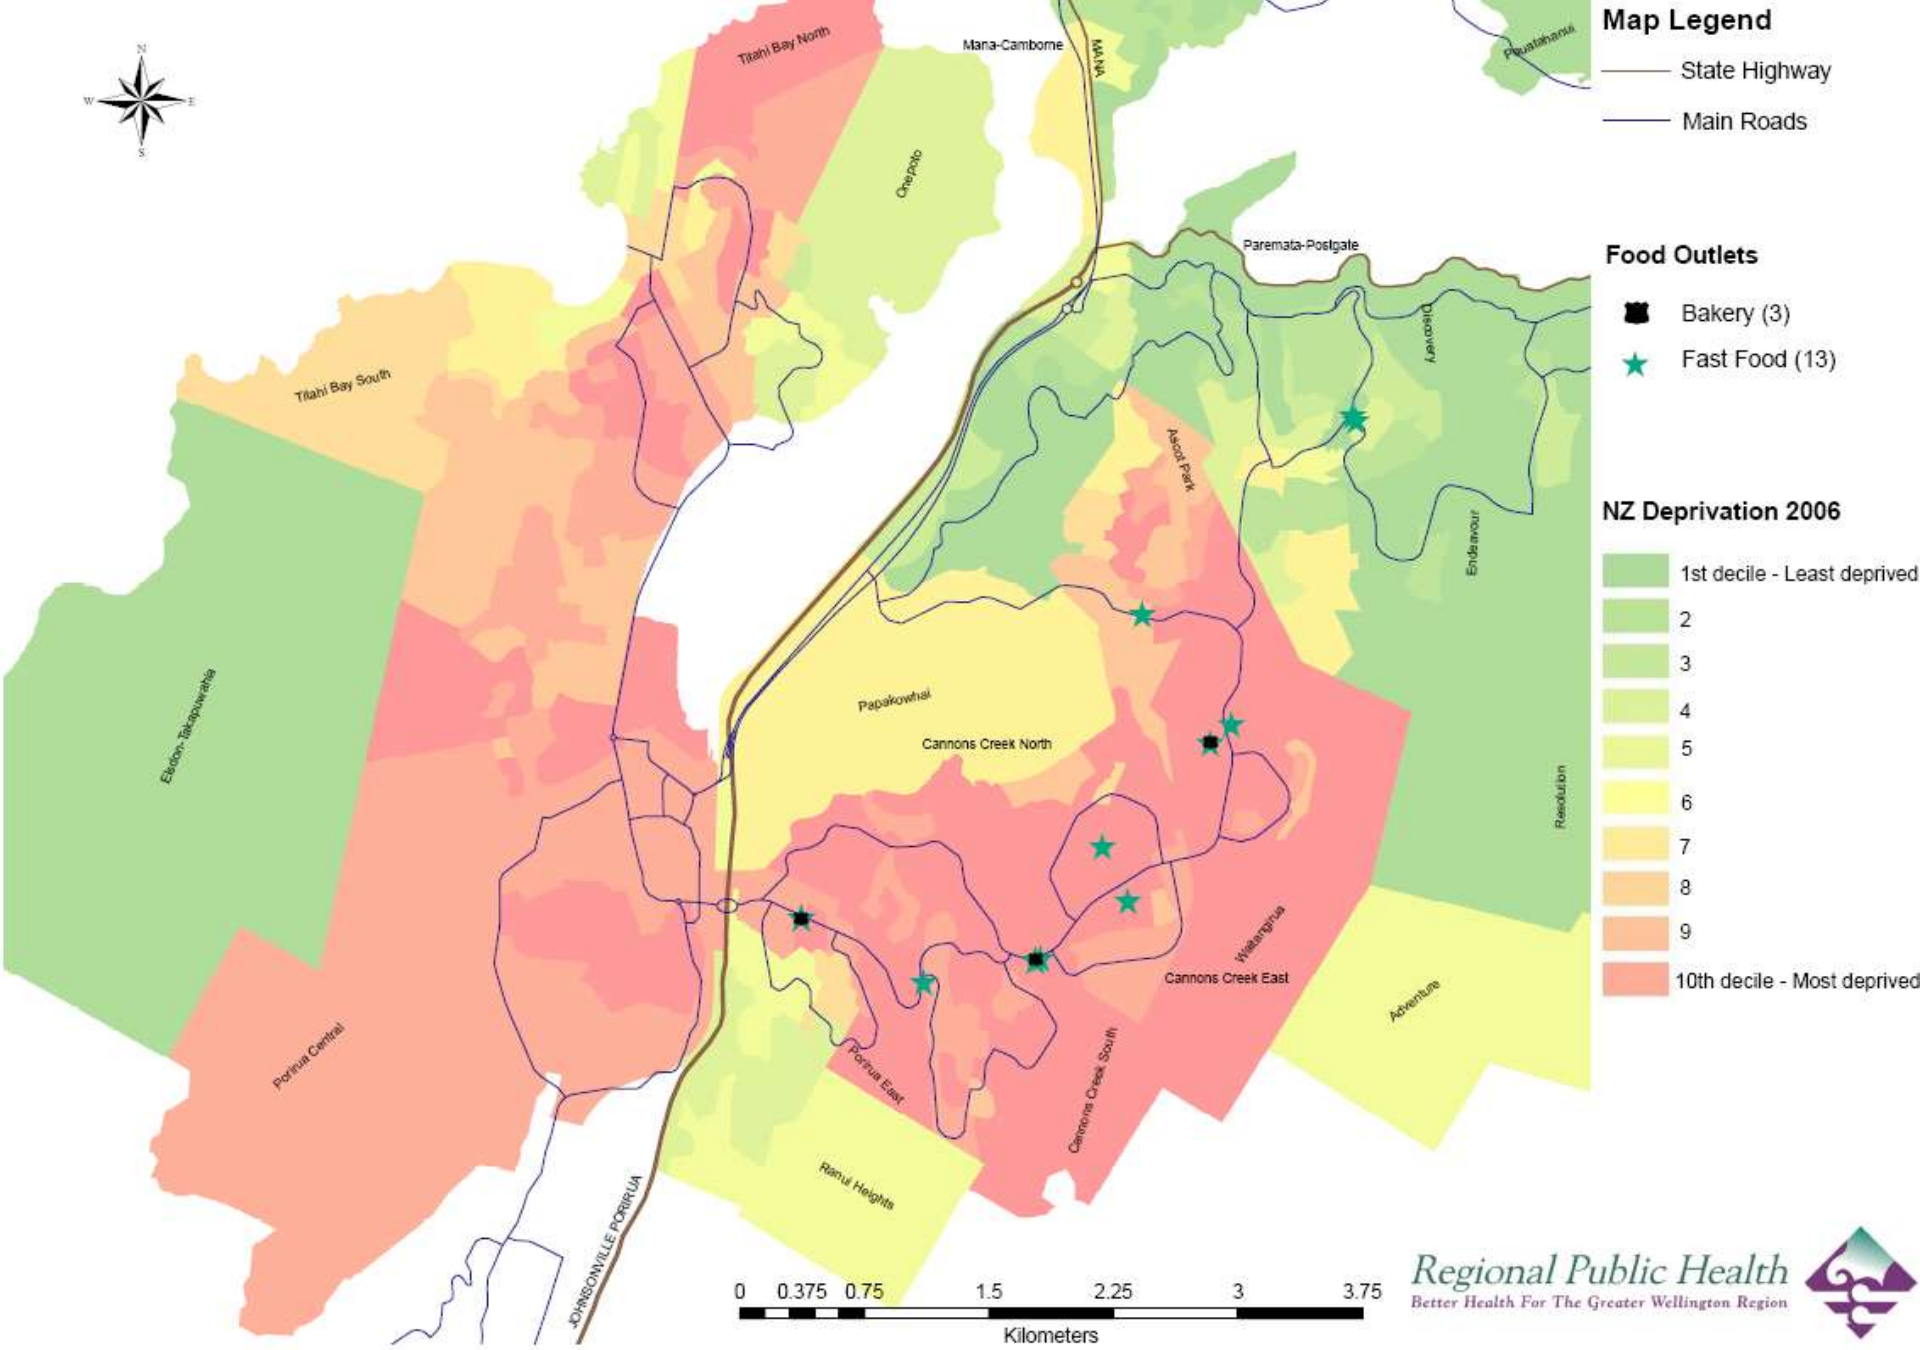 Map Legend
State Highway
Main Roads
Food Outlets
Bakery (3)
Fast Food (13)
NZ Deprivation 2006
1st decile - Least deprived
2
3
4
5
6
7
8
9
10th decile - Most deprived
N
W
E
S
Titahi Bay North
Mana-Camborne
MANA
Pauatahanui
Onepoto
Paremata-Postgate
Discovery
Titahi Bay South
Ascot Park
Endeavour
Elsdon-Takapuwahia
Papakowhai
Cannons Creek North
Resolution
Waitangirua
Cannons Creek East
Adventure
Porirua Central
Porirua East
Cannons Creek South
Ranui Heights
JOHNSONVILLE PORIRUA
0 0.375 0.75 1.5 2.25 3 3.75
Kilometers
Regional Public Health
Better Health For The Greater Wellington Region